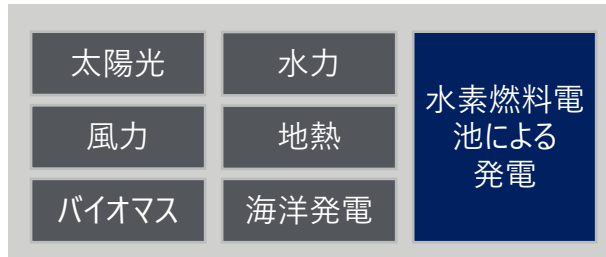 太陽光
水力
風力
地熱
バイオマス
海洋発電
水素燃料電
池による
発電